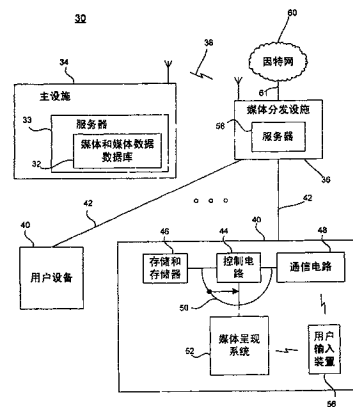 30
60
34
38
因特网
主设施
61
33
服务器
媒体分发设施
58
32
媒体和媒体数据
数据库
服务器
36
42
42
40
40
46
44
48
用户设备
存储和
存储器
控制电
路
通信电路
50
媒体呈现
系统
52
用户
输入
装置
56